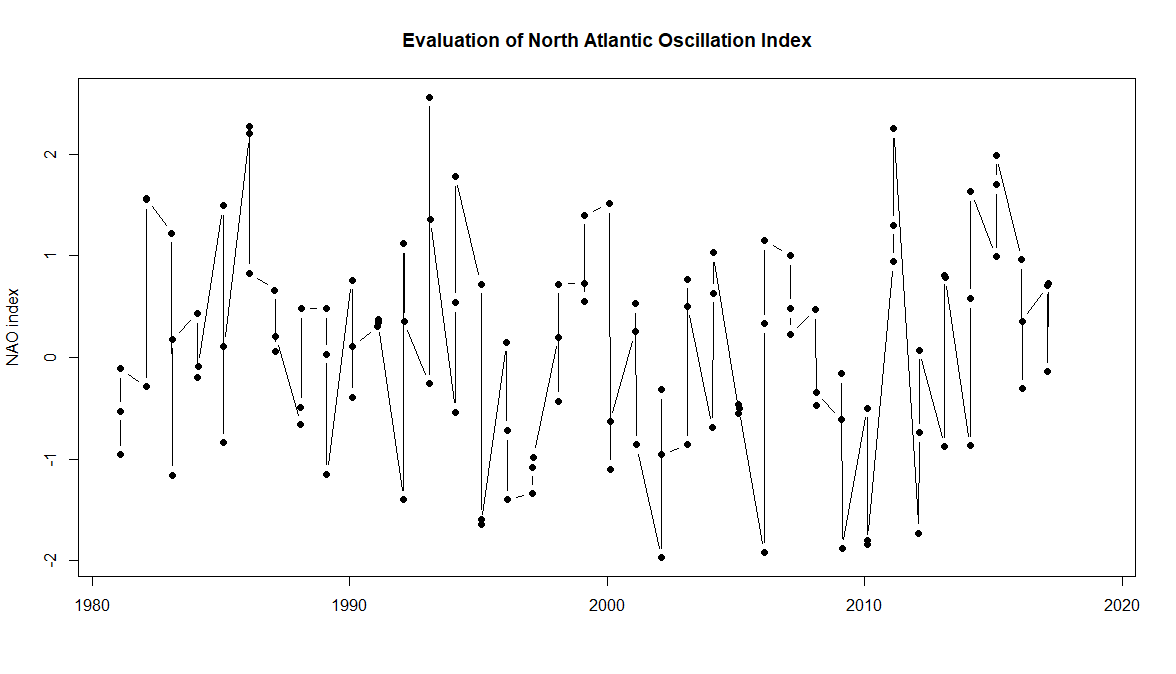 Evaluation of North Atlantic Oscillation Index
NAO index
2
1
0
-1
-2
1980 1990 2000 2010 2020